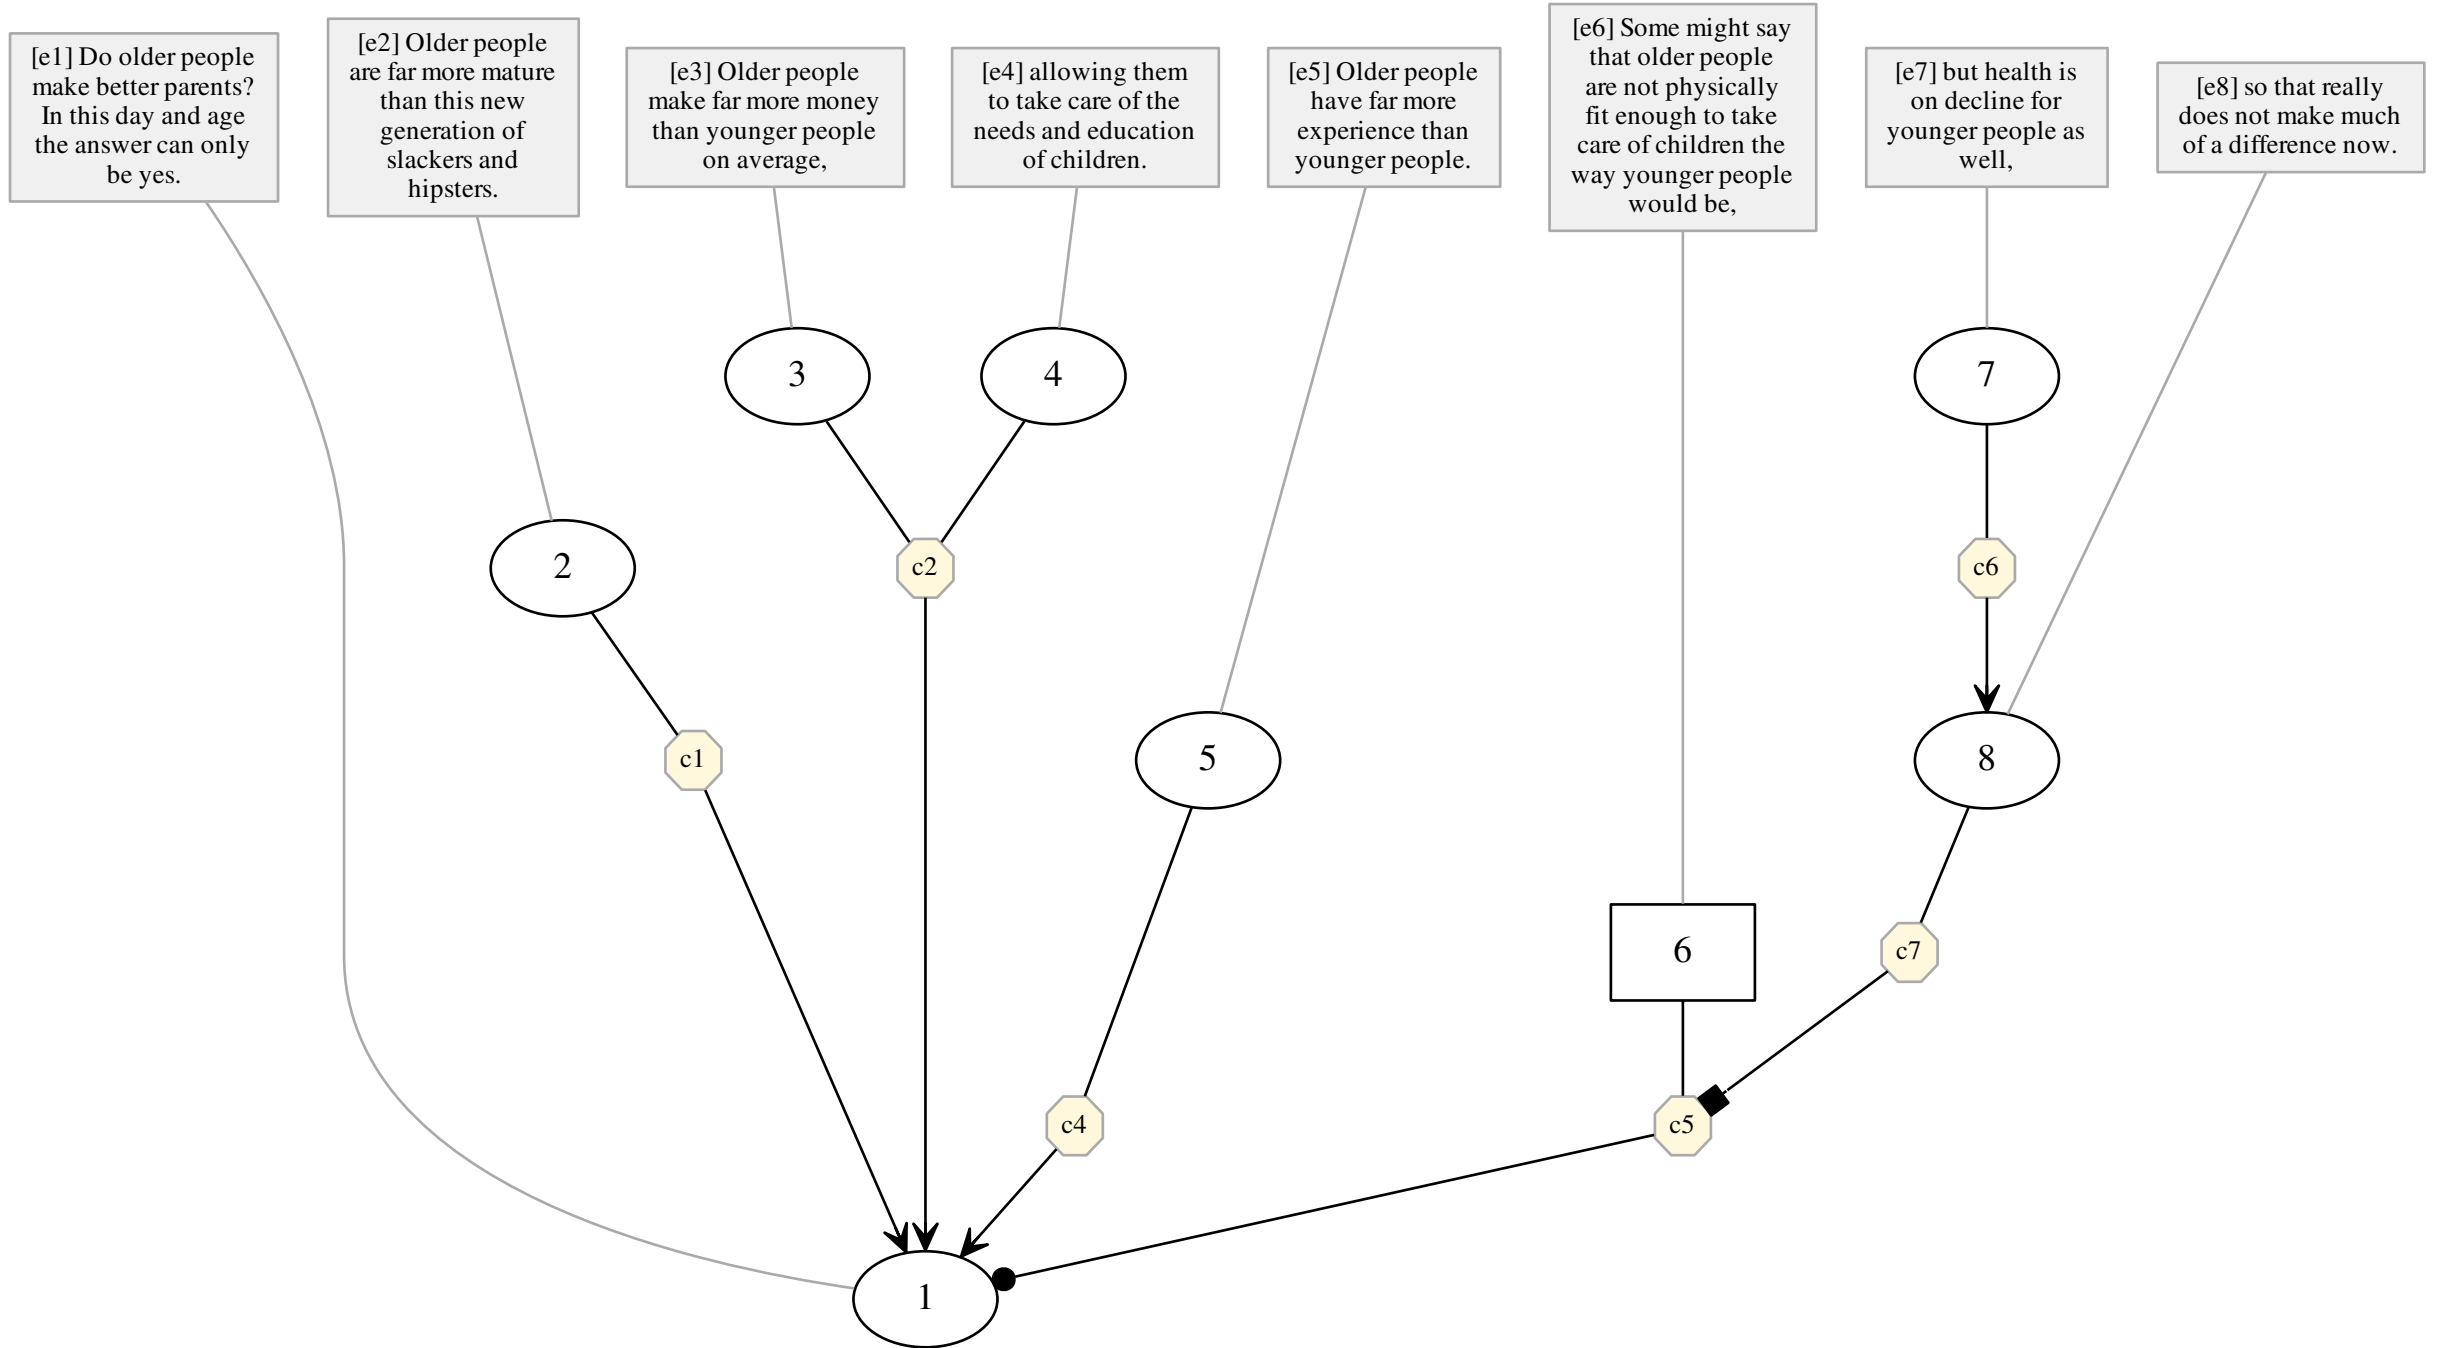 [e1] Do older people
make better parents?
In this day and age
the answer can only
be yes.
[e2] Older people
are far more mature
than this new
generation of
slackers and
hipsters.
[e3] Older people
make far more money
than younger people
on average,
[e4] allowing them
to take care of the
needs and education
of children.
[e5] Older people
have far more
experience than
younger people.
[e6] Some might say
that older people
are not physically
fit enough to take
care of children the
way younger people
would be,
[e7] but health is
on decline for
younger people as
well,
[e8] so that really
does not make much
of a difference now.
3
4
7
2
c2
c6
c1
5
8
6
c7
c4
c5
1